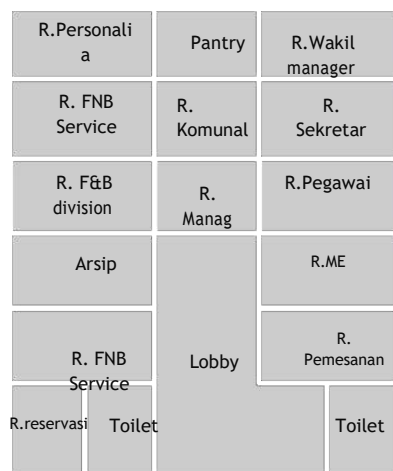 R.Personali
a
Pantry
R.Wakil
manager
R. FNB
Service
R.
Komunal
R.
Sekretar
R. F&B
division
R.
Manag
R.Pegawai
Arsip
R.ME
R. FNB
Service
Lobby
R.
Pemesanan
R.reservasi
Toilet
Toilet